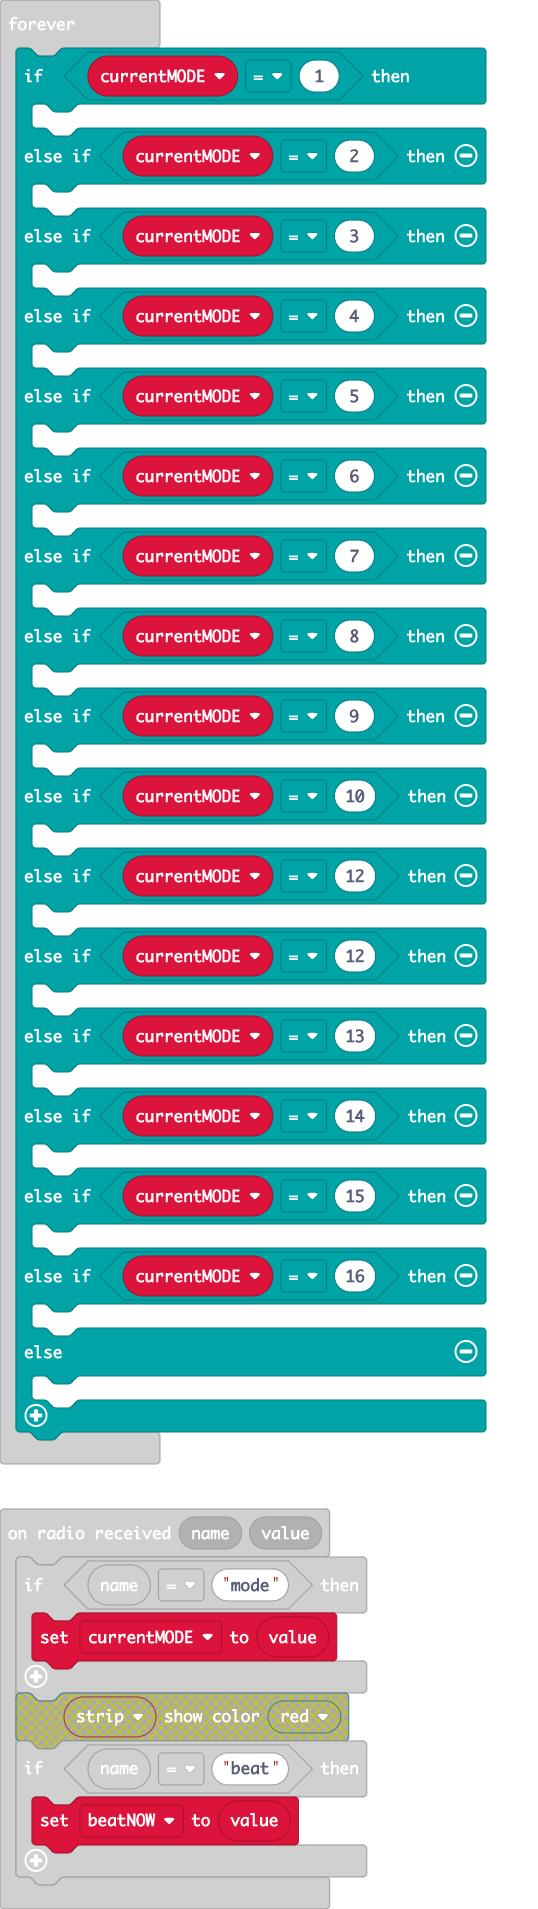 forever
if currentMODE = 1 then
else if currentMODE = 2 then
else if currentMODE = 3 then
else if currentMODE = 4 then
else if currentMODE = 5 then
else if currentMODE = 6 then
else if currentMODE = 7 then
else if currentMODE = 8 then
else if currentMODE = 9 then
else if currentMODE = 10 then
else if currentMODE = 12 then
else if currentMODE = 12 then
else if currentMODE = 13 then
else if currentMODE = 14 then
else if currentMODE = 15 then
else if currentMODE = 16 then
else
on radio received name value
if name = "mode" then
set currentMODE to value
strip show color red
if name = "beat" then
set beatNOW to value